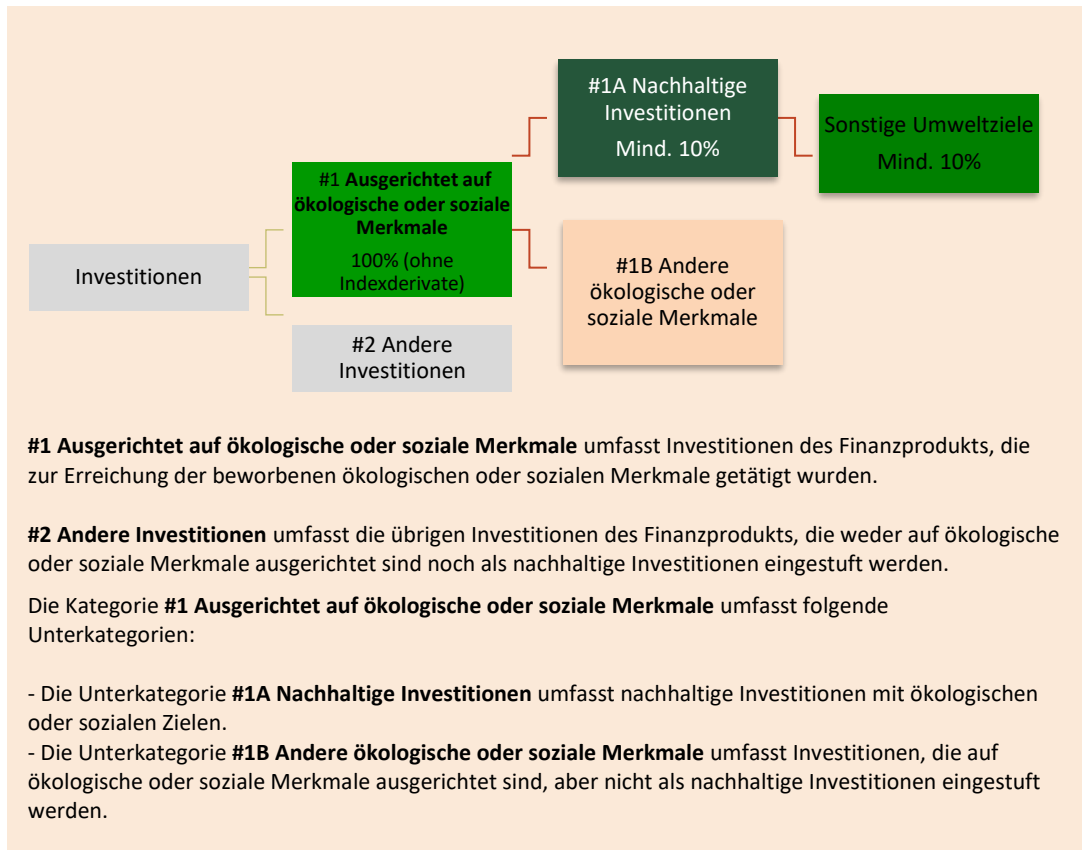 #1A Nachhaltige
Investitionen
Mind. 10%
Sonstige Umweltziele
Mind. 10%
#1 Ausgerichtet auf
ökologische oder soziale
Merkmale
100% (ohne
Indexderivate)
Investitionen
#1B Andere
ökologische oder
soziale Merkmale
#2 Andere
Investitionen
#1 Ausgerichtet auf ökologische oder soziale Merkmale umfasst Investitionen des Finanzprodukts, die
zur Erreichung der beworbenen ökologischen oder sozialen Merkmale getätigt wurden.
#2 Andere Investitionen umfasst die übrigen Investitionen des Finanzprodukts, die weder auf ökologische
oder soziale Merkmale ausgerichtet sind noch als nachhaltige Investitionen eingestuft werden.
Die Kategorie #1 Ausgerichtet auf ökologische oder soziale Merkmale umfasst folgende
Unterkategorien:
- Die Unterkategorie #1A Nachhaltige Investitionen umfasst nachhaltige Investitionen mit ökologischen
oder sozialen Zielen.
- Die Unterkategorie #1B Andere ökologische oder soziale Merkmale umfasst Investitionen, die auf
ökologische oder soziale Merkmale ausgerichtet sind, aber nicht als nachhaltige Investitionen eingestuft
werden.